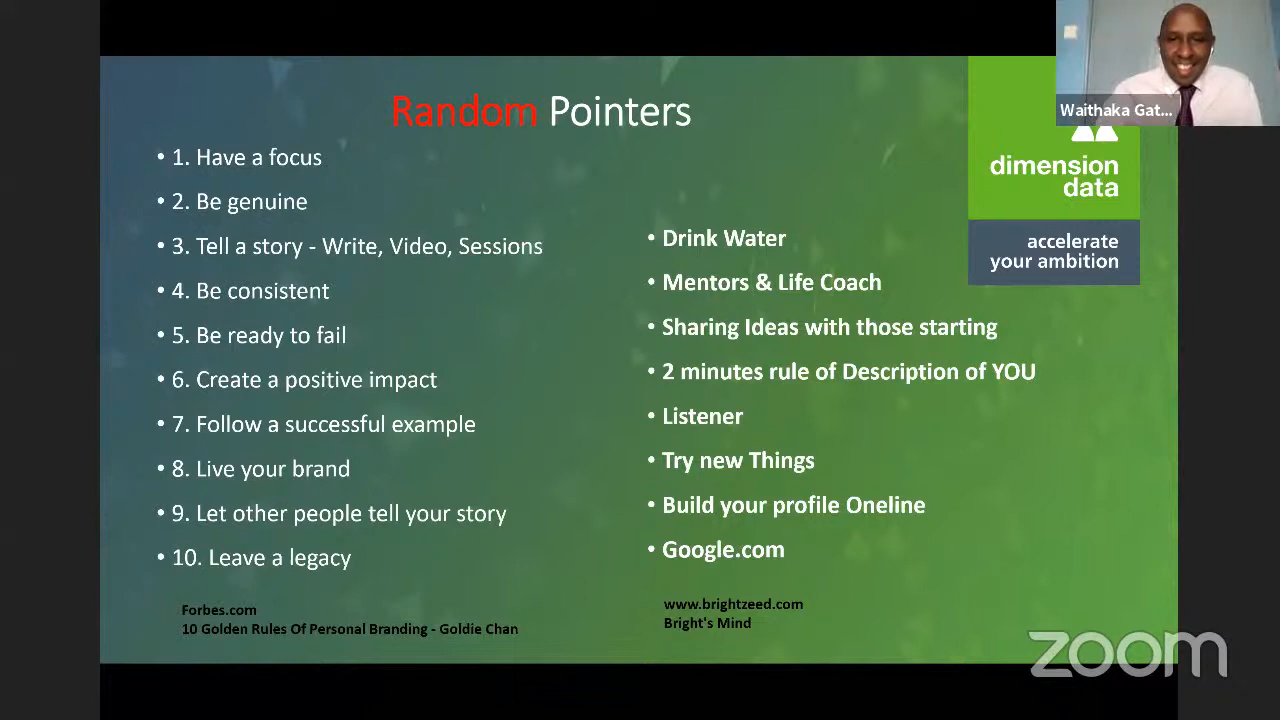 Random Pointers
• 1. Have a focus
• 2. Be genuine
• 3. Tell a story - Write, Video, Sessions
• 4. Be consistent
• 5. Be ready to fail
• 6. Create a positive impact
• 7. Follow a successful example
• 8. Live your brand
• 9. Let other people tell your story
• 10. Leave a legacy
Forbes.com
10 Golden Rules Of Personal Branding - Goldie Chan
• Drink Water
• Mentors & Life Coach
• Sharing Ideas with those starting
• 2 minutes rule of Description of YOU
• Listener
• Try new Things
• Build your profile Oneline
• Google.com
www.brightzeed.com
Bright's Mind
Waithaka Gat...
dimension
data
accelerate
your ambition
zoom